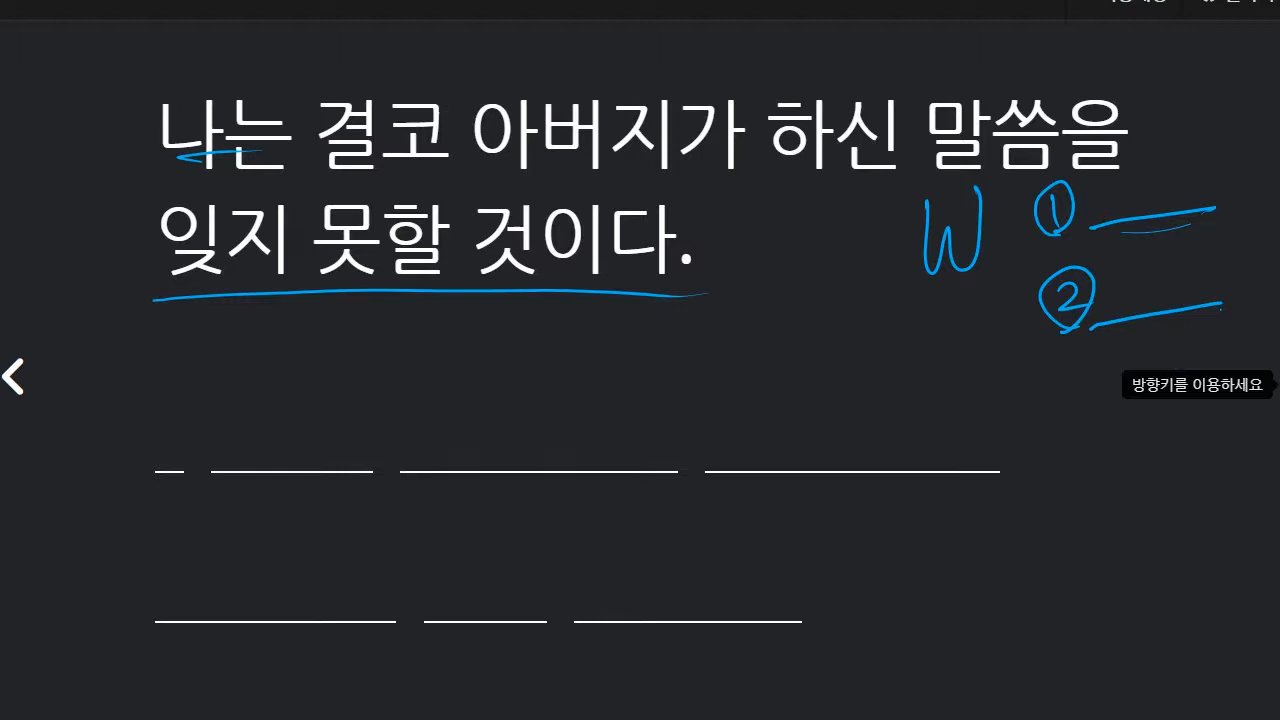 나는 결코 아버지가 하신 말씀을
잊지 못할 것이다.
W ①
②
방향키를 이용하세요